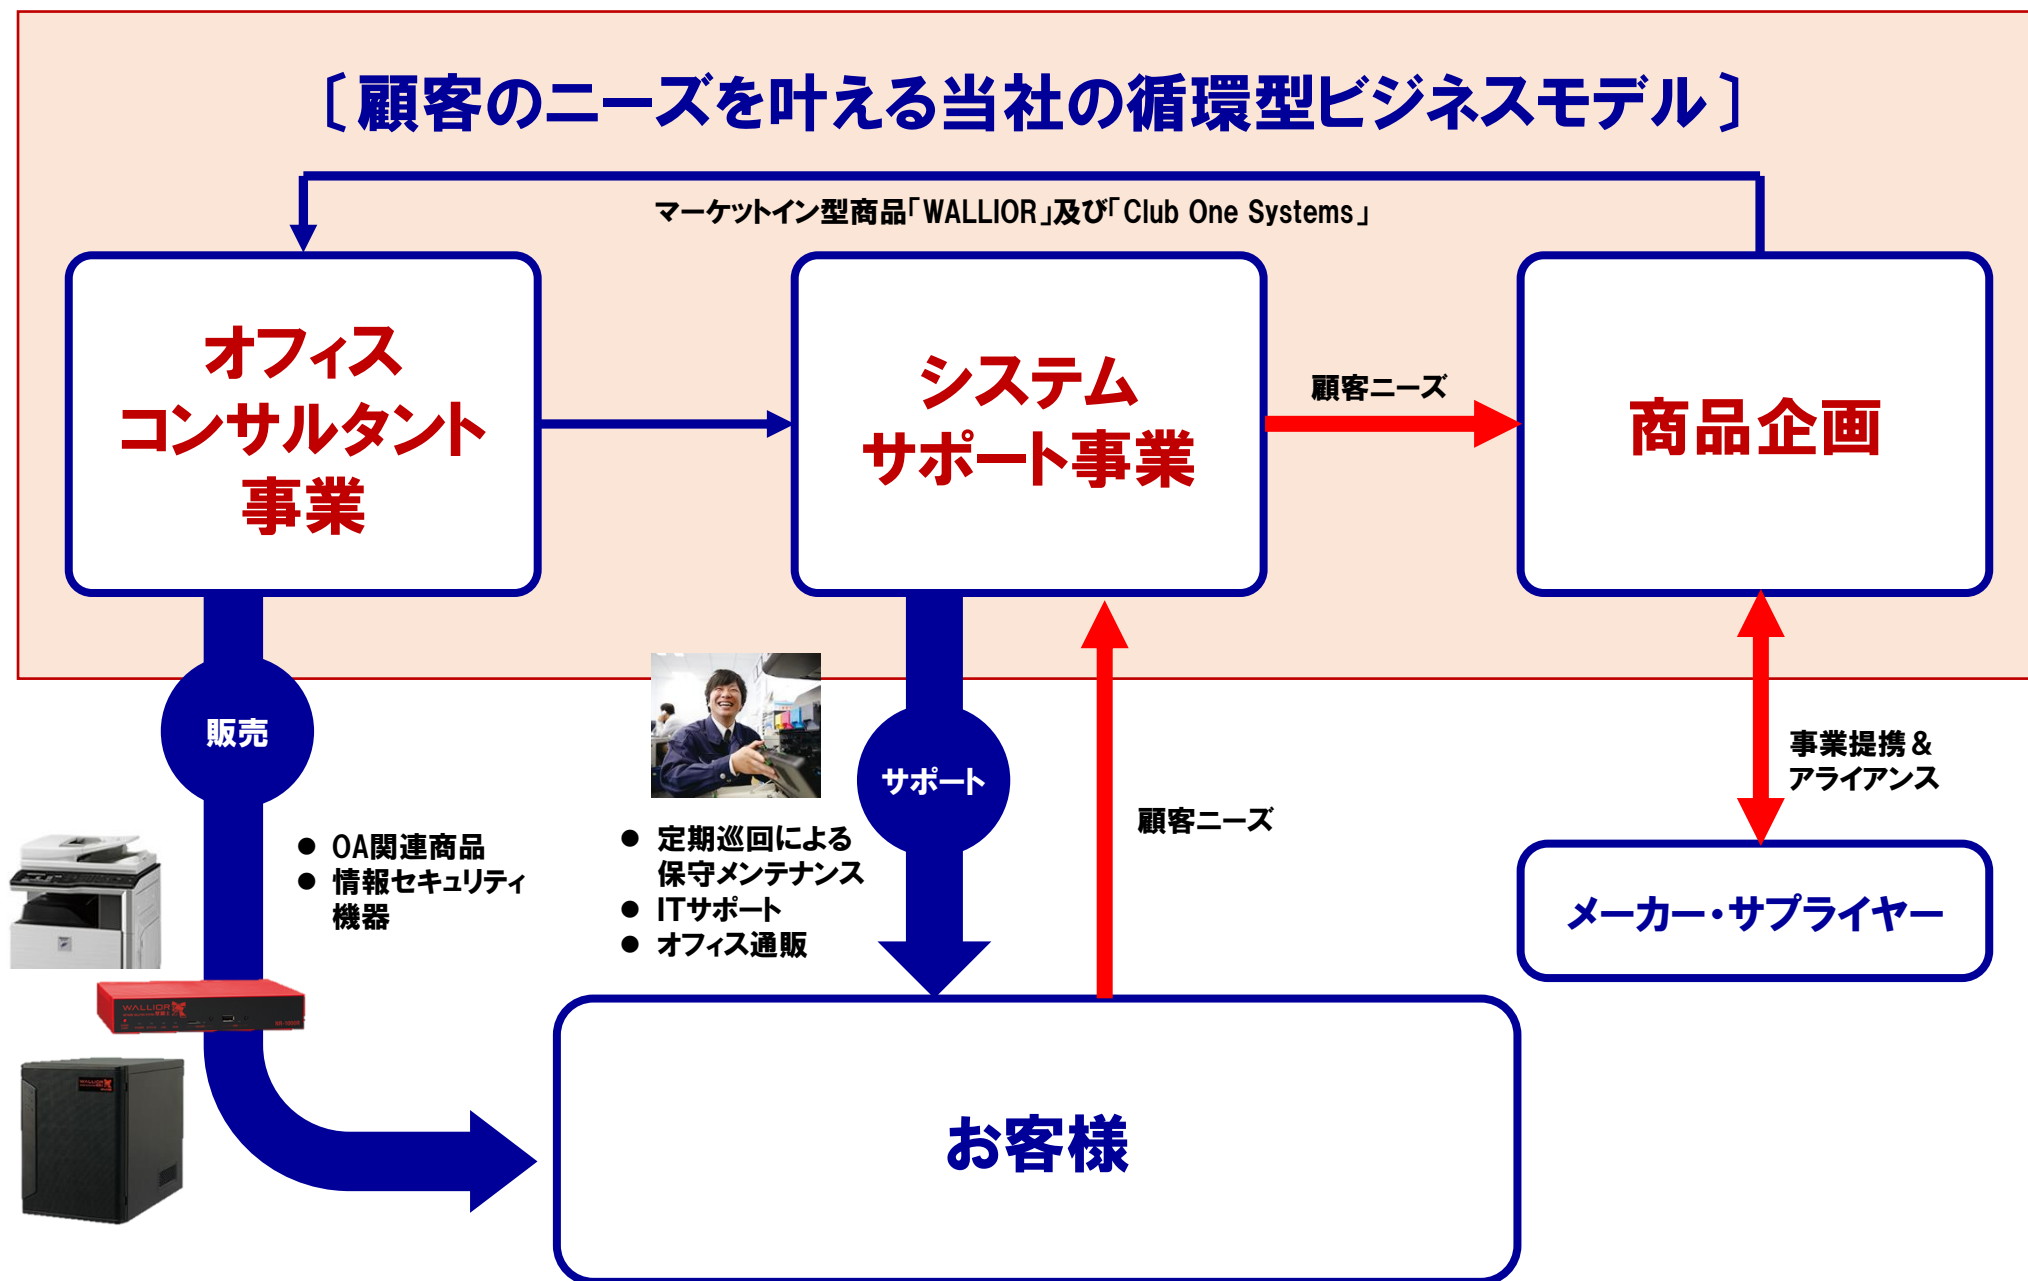 〔顧客のニーズを叶える当社の循環型ビジネスモデル〕
マーケットイン型商品「WALLIOR」及び「Club One Systems」
オフィス
コンサルタント
事業
システム
サポート事業
顧客ニーズ
商品企画
販売
サポート
● OA関連商品
● 情報セキュリティ
機器
● 定期巡回による
保守メンテナンス
● ITサポート
● オフィス通販
顧客ニーズ
事業提携&
アライアンス
メーカー・サプライヤー
WALLIOR
WALLIOR
お客様